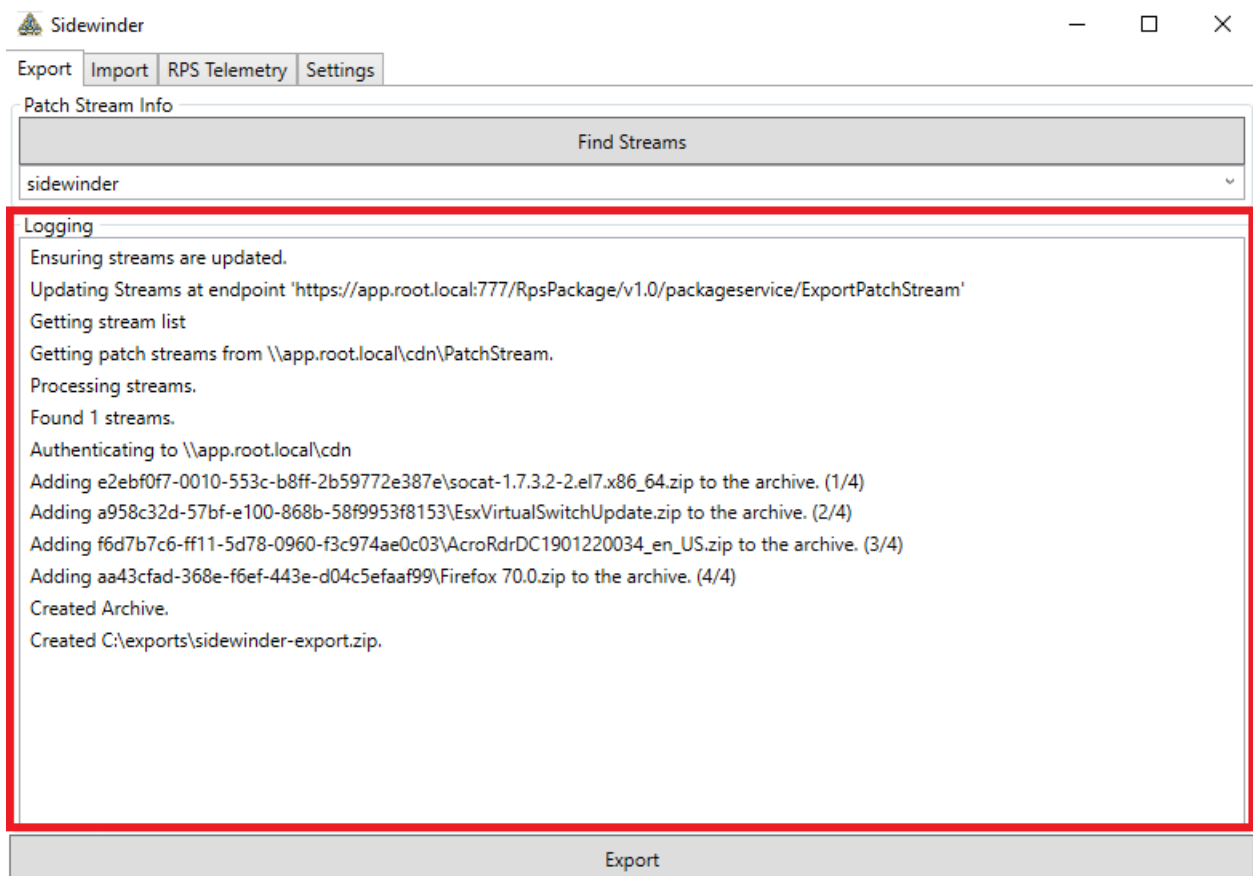 Sidewinder
Export Import RPS Telemetry Settings
Patch Stream Info
Find Streams
sidewinder
Logging
Ensuring streams are updated.
Updating Streams at endpoint 'https://app.root.local:777/RpsPackage/v1.0/packageservice/ExportPatchStream'
Getting stream list
Getting patch streams from \\app.root.local\cdn\PatchStream.
Processing streams.
Found 1 streams.
Authenticating to \\app.root.local\cdn
Adding e2ebf0f7-0010-553c-b8ff-2b59772e387e\socat-1.7.3.2-2.el7.x86_64.zip to the archive. (1/4)
Adding a958c32d-57bf-e100-868b-58f9953f8153\EsxVirtualSwitchUpdate.zip to the archive. (2/4)
Adding f6d7b7c6-ff11-5d78-0960-f3c974ae0c03\AcroRdrDC1901220034_en_US.zip to the archive. (3/4)
Adding aa43cfad-368e-f6ef-443e-d04c5efaaf99\Firefox 70.0.zip to the archive. (4/4)
Created Archive.
Created C:\exports\sidewinder-export.zip.
Export